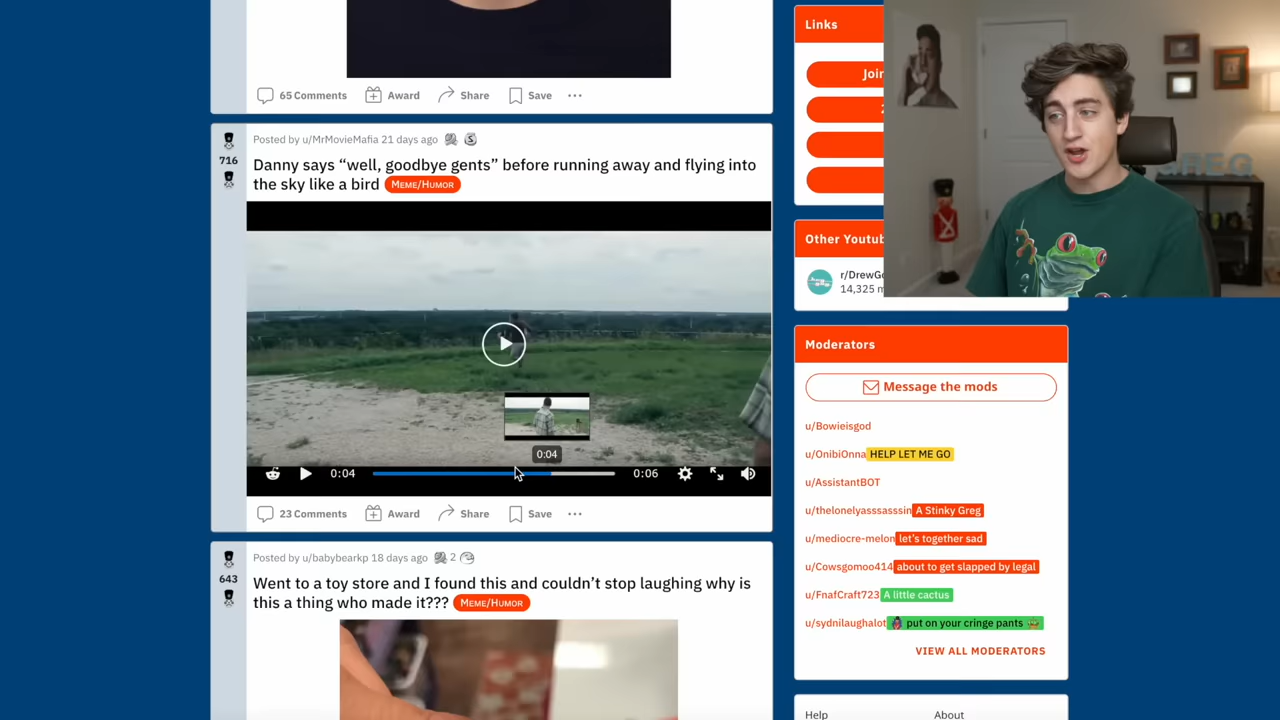 65 Comments
Award
Share
Save
716
Posted by u/MrMovieMafia 21 days ago
Danny says “well, goodbye gents” before running away and flying into
the sky like a bird MEME/HUMOR
0:04
0:04
0:06
23 Comments
Award
Share
Save
643
Posted by u/babybearkp 18 days ago
2
Went to a toy store and I found this and couldn’t stop laughing why is
this a thing who made it??? MEME/HUMOR
Links
Join
2
Other Youtub
r/DrewGo
14,325 m
Moderators
Message the mods
u/Bowieisgod
u/OnibiOnna HELP LET ME GO
u/AssistantBOT
u/thelonelyasssasssin A Stinky Greg
u/mediocre-melon let’s together sad
u/Cowsgomoo414 about to get slapped by legal
u/FnafCraft723 A little cactus
u/sydnilaughalot put on your cringe pants
VIEW ALL MODERATORS
Help
About
GREG